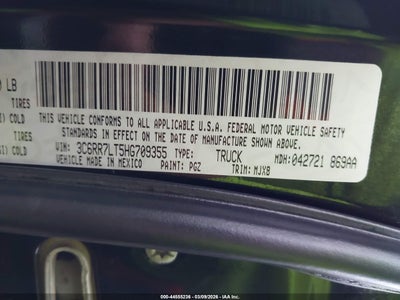 0 LB
TIRES
I) COLD
TIRES
I) COLD
THIS VEHICLE CONFORMS TO ALL APPLICABLE U.S.A. FEDERAL MOTOR VEHICLE SAFETY
STANDARDS IN EFFECT ON THE DATE OF MANUFACTURE SHOWN ABOVE.
VIN: 3C6RR7LT5HG709355 TYPE: TRUCK MDH: 042721 869AA
MADE IN MEXICO PAINT: PGZ TRIM: MJX8
000-44555236 - 03/09/2026 - IAA Inc.